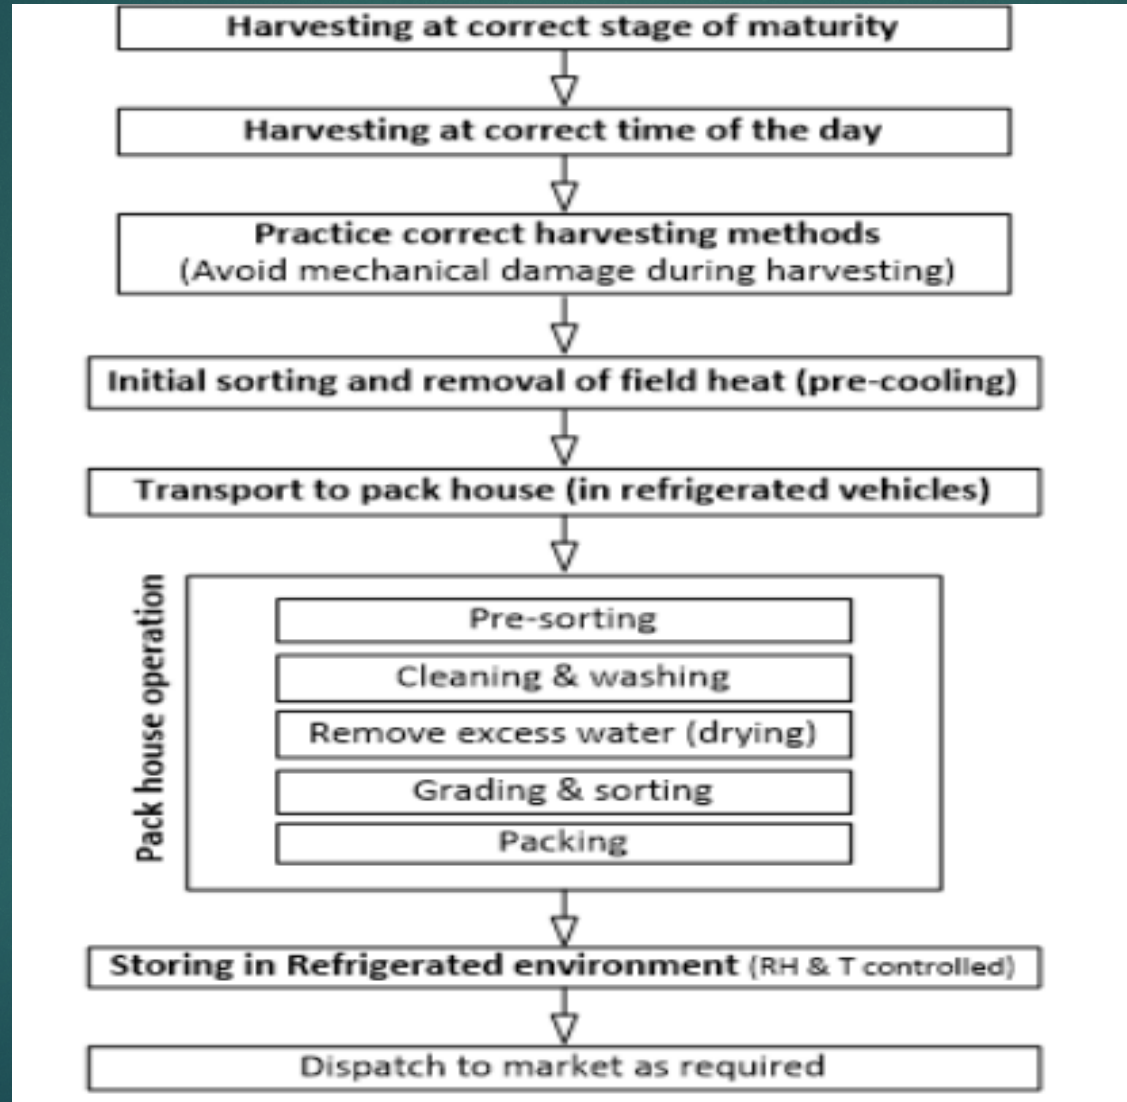 Harvesting at correct stage of maturity
Harvesting at correct time of the day
Practice correct harvesting methods
(Avoid mechanical damage during harvesting)
Initial sorting and removal of field heat (pre-cooling)
Transport to pack house (in refrigerated vehicles)
Pack house operation
Pre-sorting
Cleaning & washing
Remove excess water (drying)
Grading & sorting
Packing
Storing in Refrigerated environment (RH & T controlled)
Dispatch to market as required